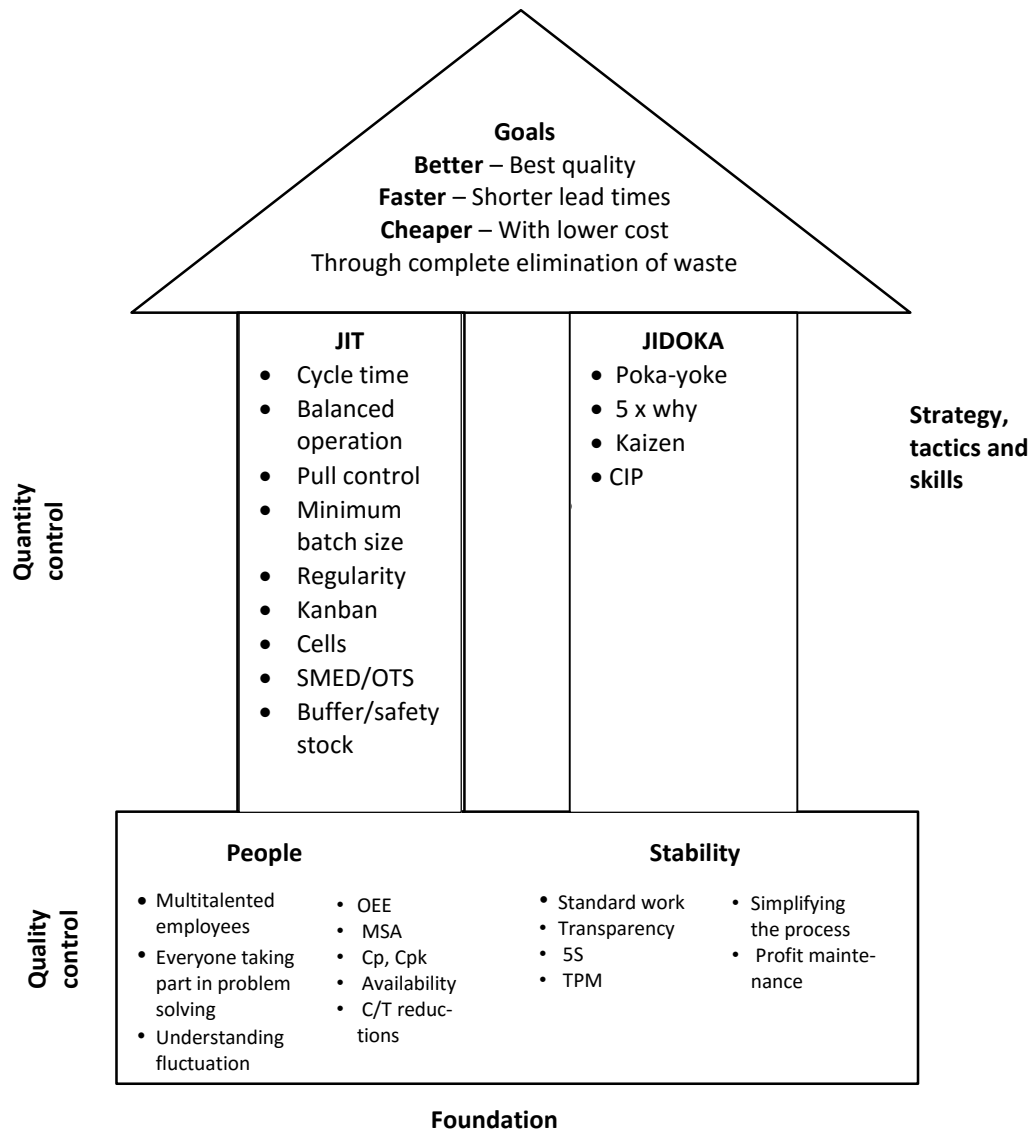 Goals
Better – Best quality
Faster – Shorter lead times
Cheaper – With lower cost
Through complete elimination of waste
Quantity
control
JIT
• Cycle time
• Balanced
operation
• Pull control
• Minimum
batch size
• Regularity
• Kanban
• Cells
• SMED/OTS
• Buffer/safety
stock
JIDOKA
• Poka-yoke
• 5 x why
• Kaizen
• CIP
Strategy,
tactics and
skills
Quality
control
People
• Multitalented
employees
• Everyone taking
part in problem
solving
• Understanding
fluctuation
• OEE
• MSA
• Cp, Cpk
• Availability
• C/T reduc-
tions
Stability
• Standard work
• Transparency
• 5S
• TPM
• Simplifying
the process
• Profit mainte-
nance
Foundation